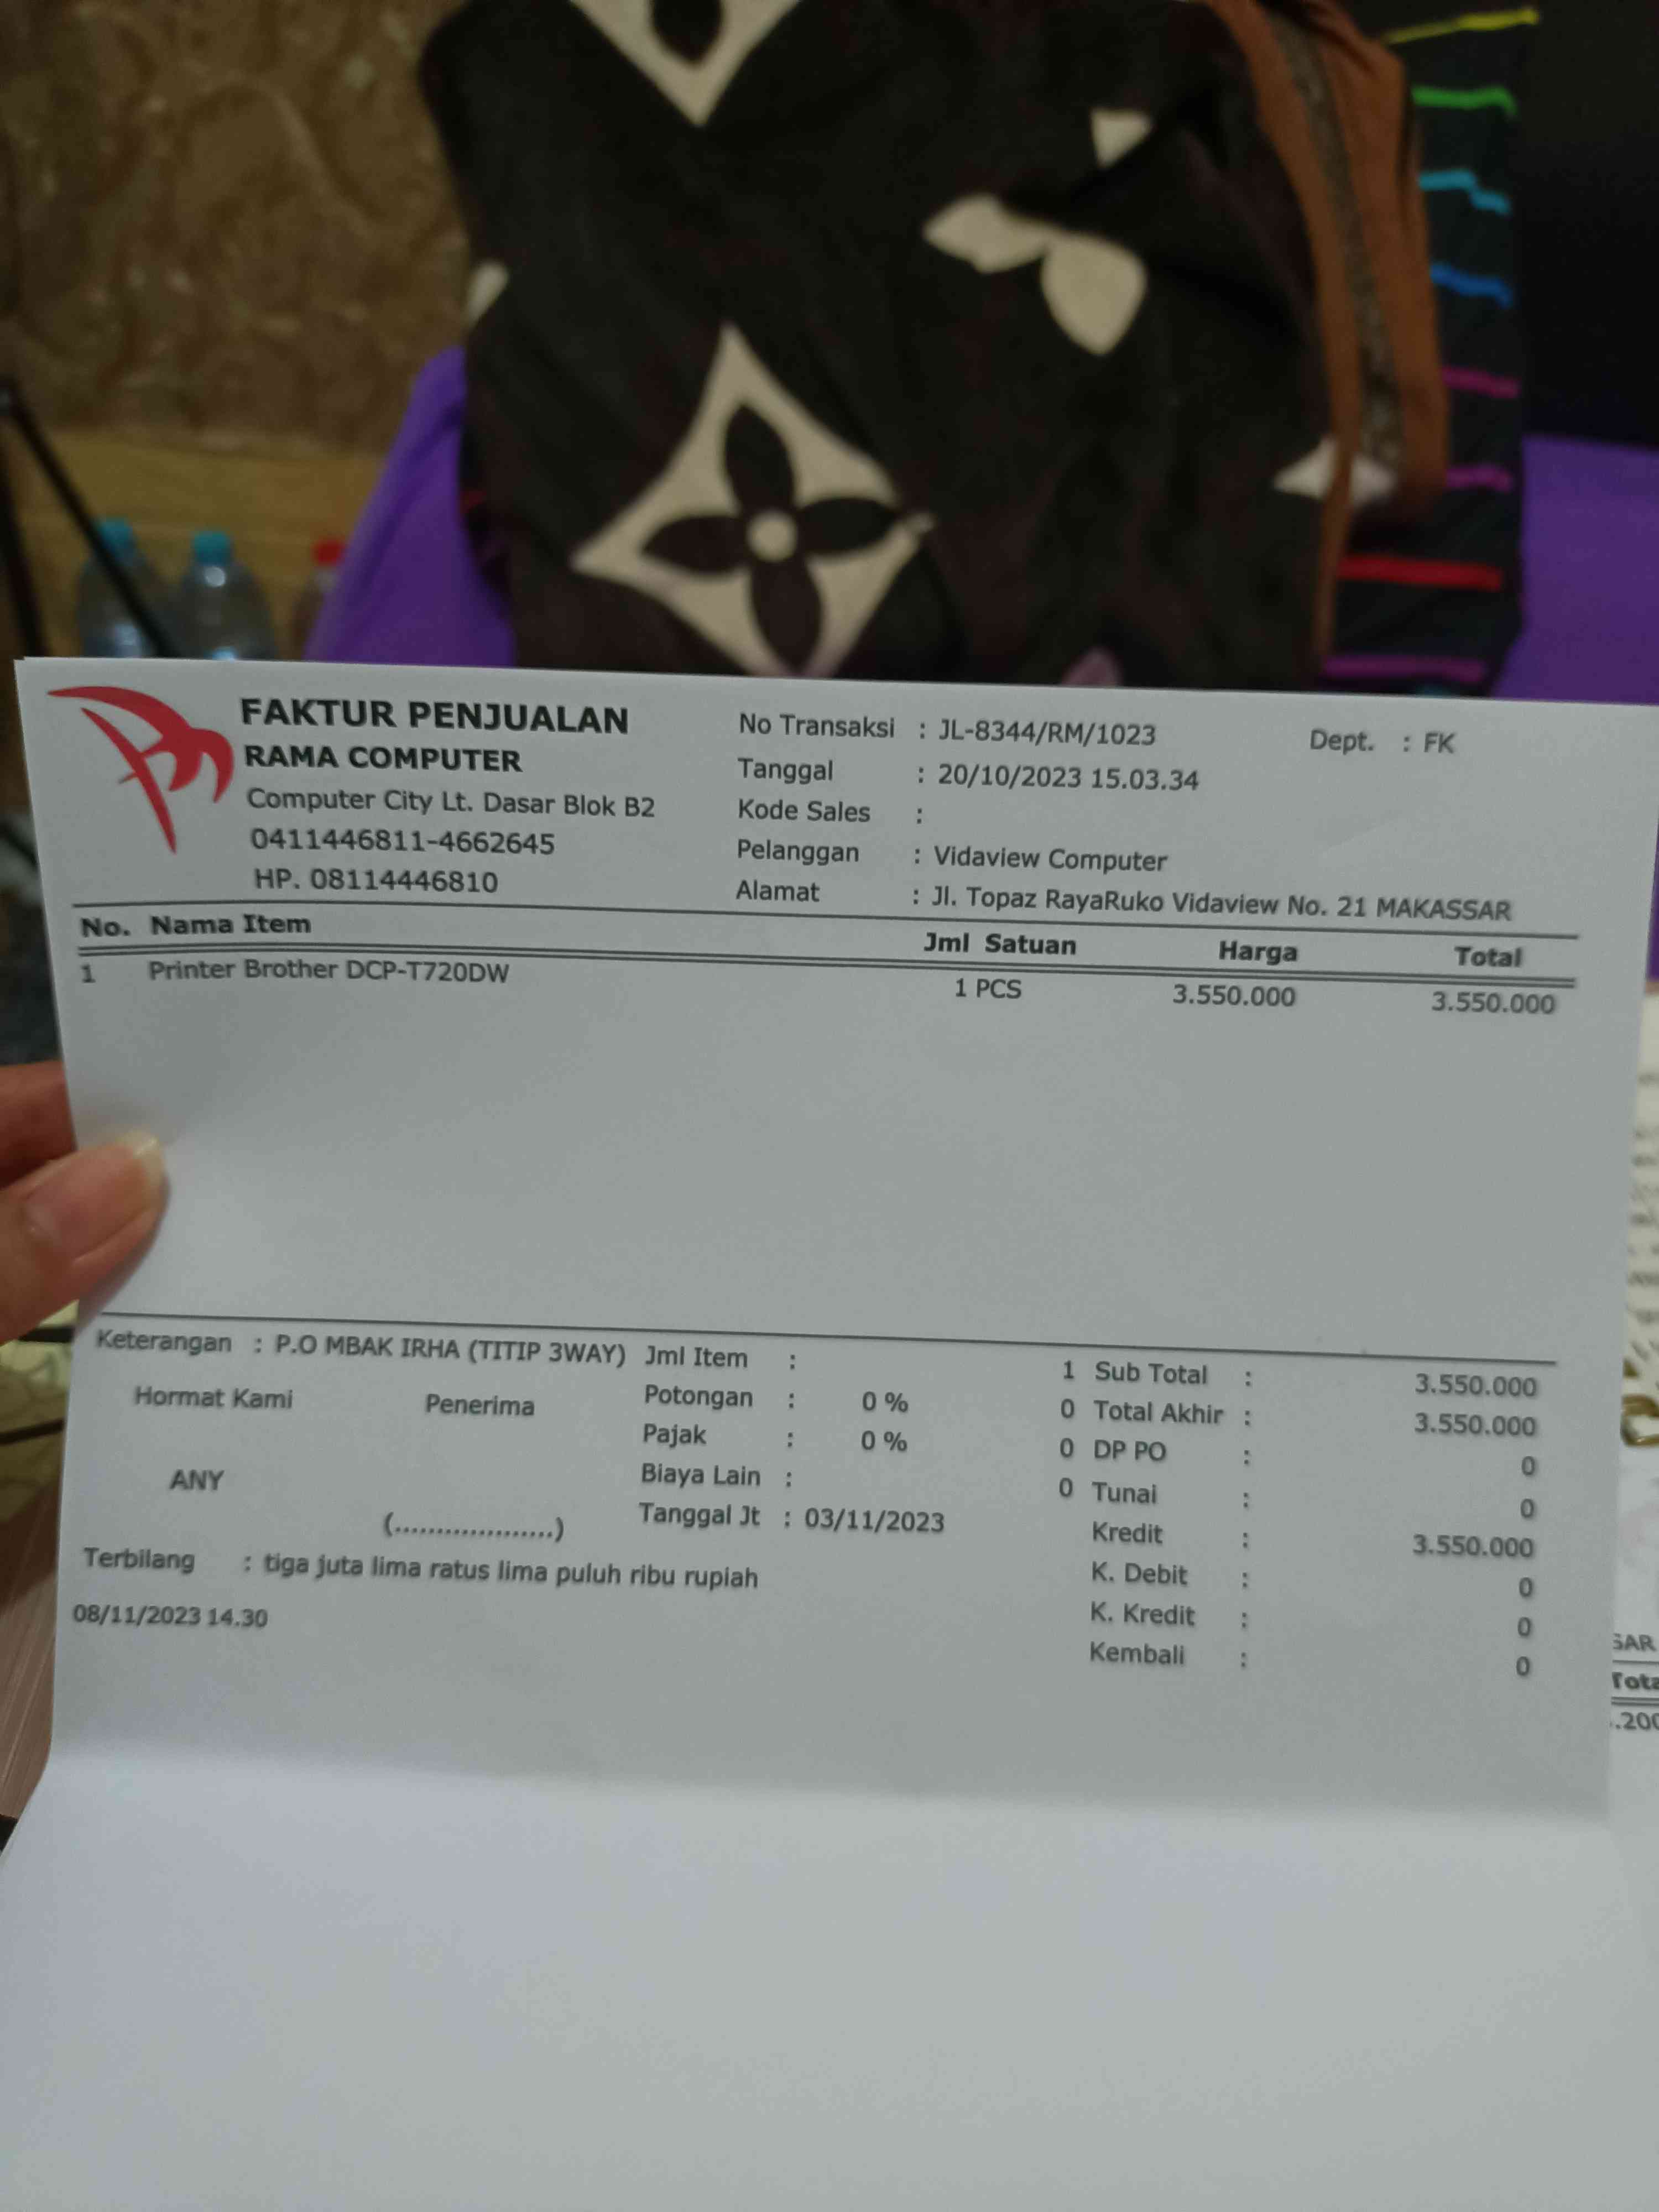 FAKTUR PENJUALAN
RAMA COMPUTER
Computer City Lt. Dasar Blok B2
0411446811-4662645
HP. 08114446810
No Transaksi : JL-8344/RM/1023
Dept. : FK
Tanggal : 20/10/2023 15.03.34
Kode Sales :
Pelanggan : Vidaview Computer
Alamat : Jl. Topaz RayaRuko Vidaview No. 21 MAKASSAR
No. Nama Item Jml Satuan Harga Total
1 Printer Brother DCP-T720DW 1 PCS 3.550.000 3.550.000
Keterangan : P.O MBAK IRHA (TITIP 3WAY)
Hormat Kami Penerima
ANY
(...................)
Jml Item : 1
Potongan : 0 % 0
Pajak : 0 % 0
Biaya Lain : 0
Tanggal Jt : 03/11/2023
Sub Total : 3.550.000
Total Akhir : 3.550.000
DP PO : 0
Tunai : 0
Kredit : 3.550.000
K. Debit : 0
K. Kredit : 0
Kembali : 0
Terbilang : tiga juta lima ratus lima puluh ribu rupiah
08/11/2023 14.30
SAR
Tota
.200